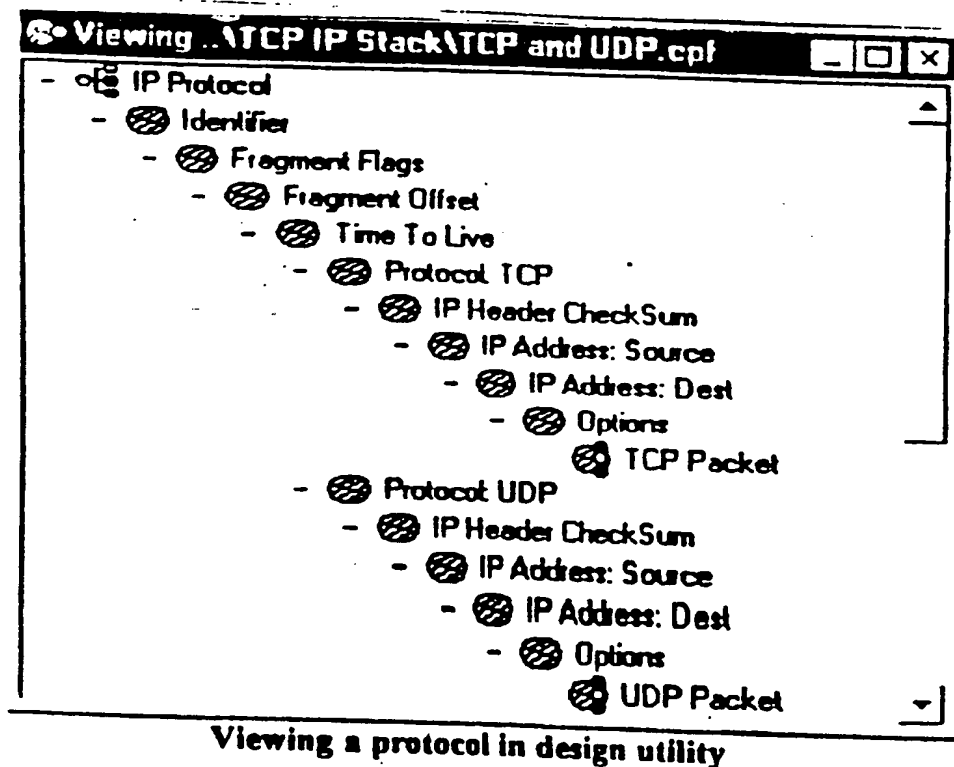 Viewing ..\TCP IP Stack\TCP and UDP.cpf
IP Protocol
Identifier
Fragment Flags
Fragment Offset
Time To Live
Protocol: TCP
IP Header CheckSum
IP Address: Source
IP Address: Dest
Options
TCP Packet
Protocol: UDP
IP Header CheckSum
IP Address: Source
IP Address: Dest
Options
UDP Packet
Viewing a protocol in design utility